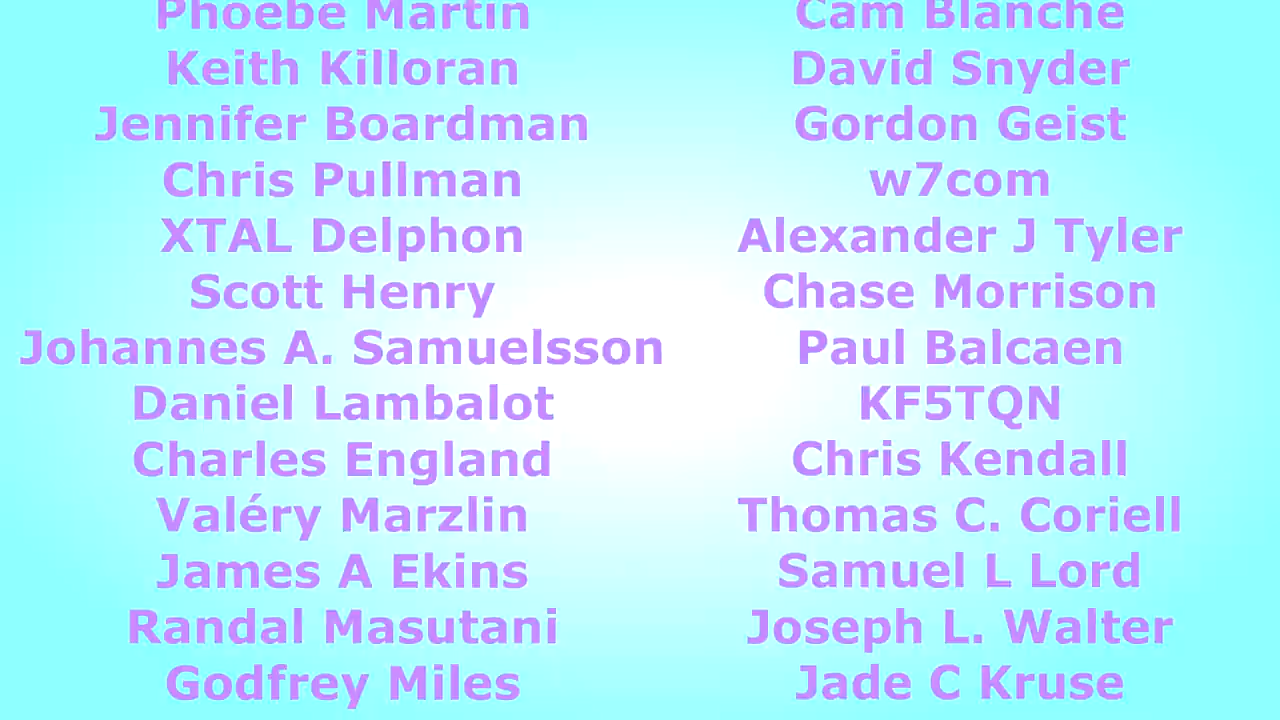 Phoebe Martin
Cam Blanche
Keith Killoran
David Snyder
Jennifer Boardman
Gordon Geist
Chris Pullman
w7com
XTAL Delphon
Alexander J Tyler
Scott Henry
Chase Morrison
Johannes A. Samuelsson
Paul Balcaen
Daniel Lambalot
KF5TQN
Charles England
Chris Kendall
Valéry Marzlin
Thomas C. Coriell
James A Ekins
Samuel L Lord
Randal Masutani
Joseph L. Walter
Godfrey Miles
Jade C Kruse